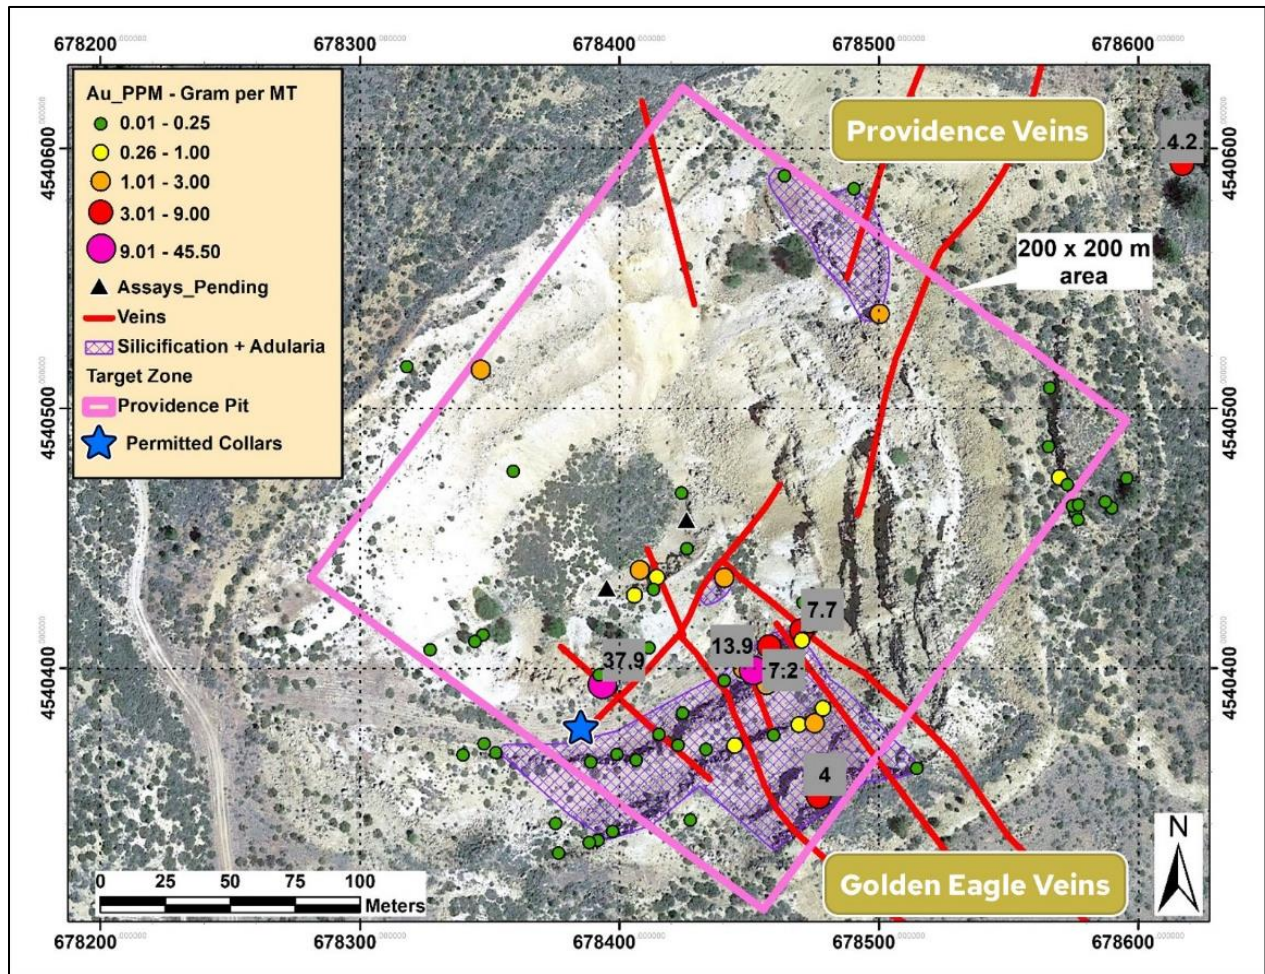 678200 678300 678400 678500 678600
Au_PPM - Gram per MT
0.01 - 0.25
0.26 - 1.00
1.01 - 3.00
3.01 - 9.00
9.01 - 45.50
Assays_Pending
Veins
Silicification + Adularia
Target Zone
Providence Pit
Permitted Collars
4540600
4540500
4540400
Providence Veins
4.2
4540600
200 x 200 m
area
4540500
7.7
13.9
37.9
7.2
4540400
4
Golden Eagle Veins
N
0 25 50 75 100
Meters
678200 678300 678400 678500 678600